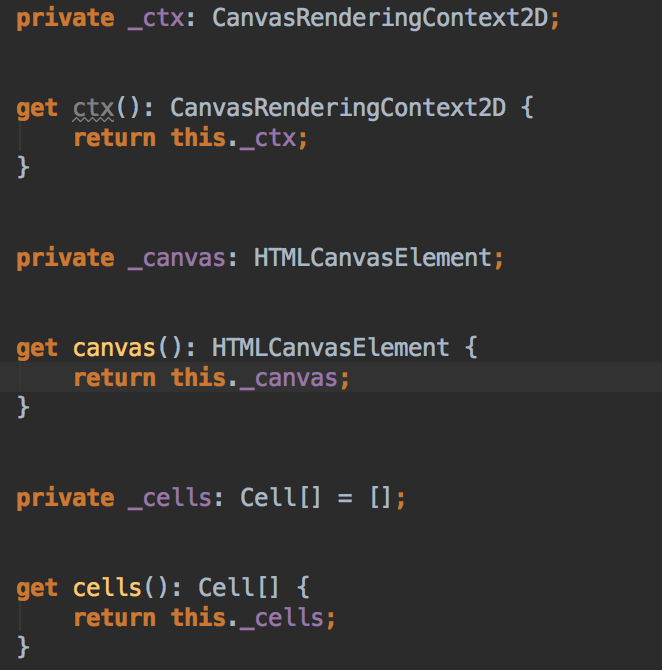 private _ctx: CanvasRenderingContext2D;
get ctx(): CanvasRenderingContext2D {
    return this._ctx;
}
private _canvas: HTMLCanvasElement;
get canvas(): HTMLCanvasElement {
    return this._canvas;
}
private _cells: Cell[] = [];
get cells(): Cell[] {
    return this._cells;
}